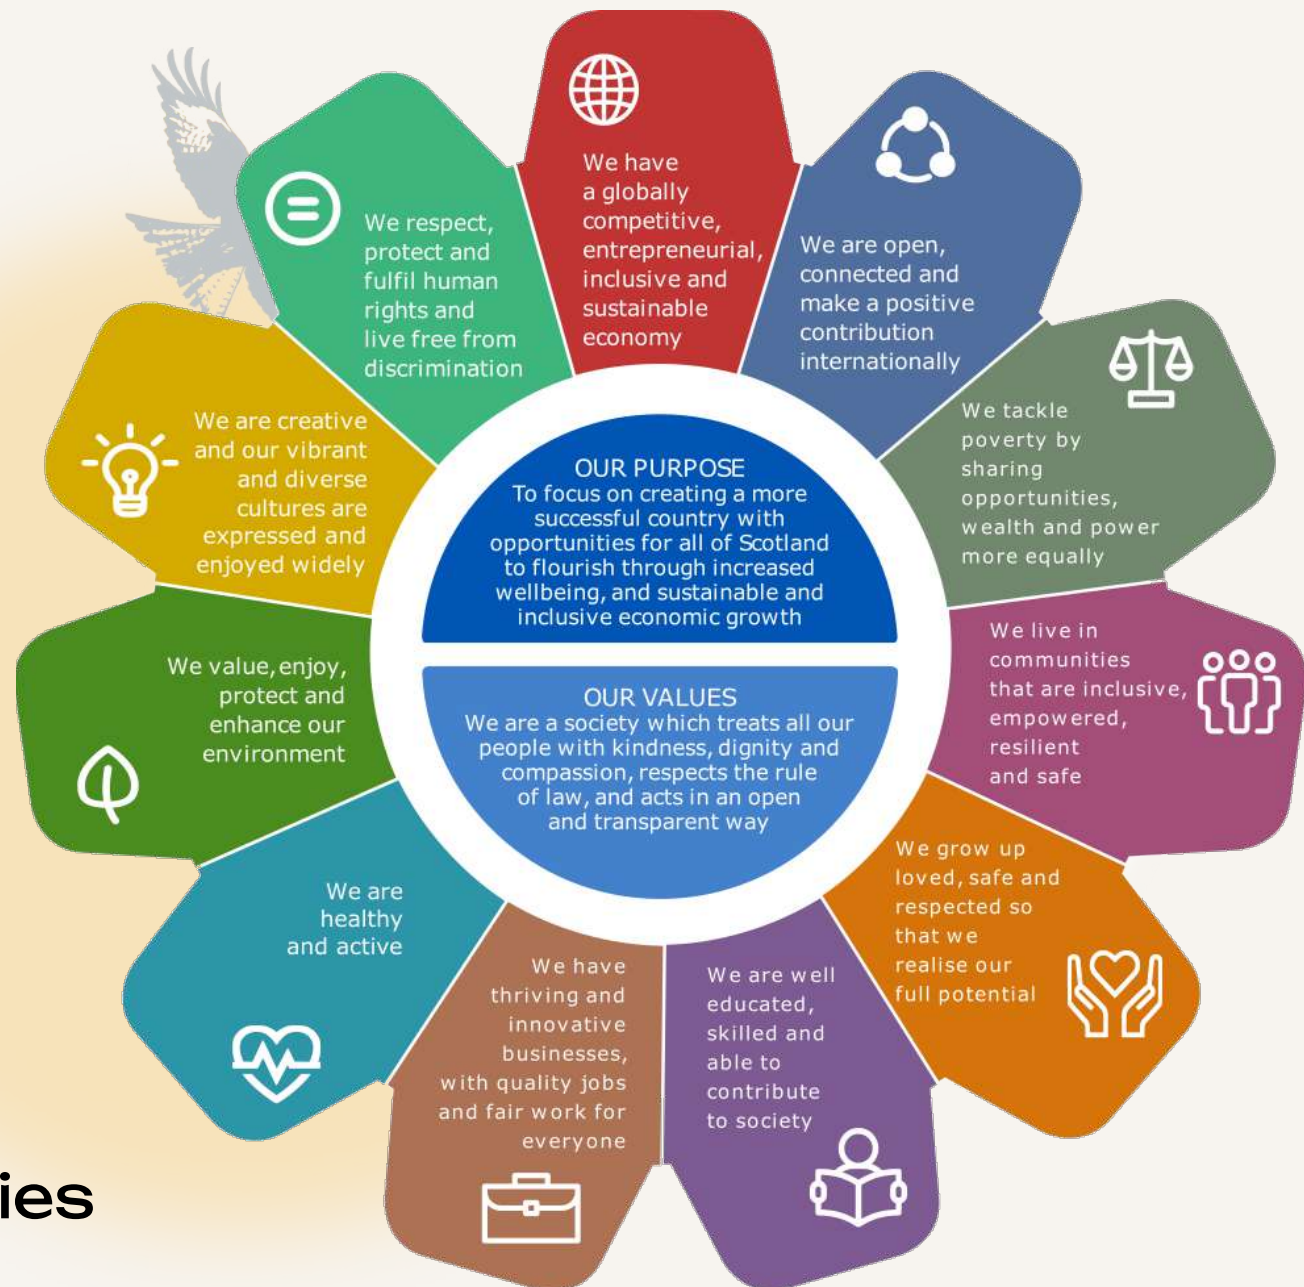 We have
a globally
competitive,
entrepreneurial,
inclusive and
sustainable
economy
We are open,
connected and
make a positive
contribution
internationally
We tackle
poverty by
sharing
opportunities,
wealth and power
more equally
We live in
communities
that are inclusive,
empowered,
resilient
and safe
We grow up
loved, safe and
respected so
that we
realise our
full potential
We are well
educated,
skilled and
able to
contribute
to society
We have
thriving and
innovative
businesses,
with quality jobs
and fair work for
everyone
We are
healthy
and active
We value, enjoy,
protect and
enhance our
environment
We are creative
and our vibrant
and diverse
cultures are
expressed and
enjoyed widely
We respect,
protect and
fulfil human
rights and
live free from
discrimination
OUR PURPOSE
To focus on creating a more
successful country with
opportunities for all of Scotland
to flourish through increased
wellbeing, and sustainable and
inclusive economic growth
OUR VALUES
We are a society which treats all our
people with kindness, dignity and
compassion, respects the rule
of law, and acts in an open
and transparent way
ies